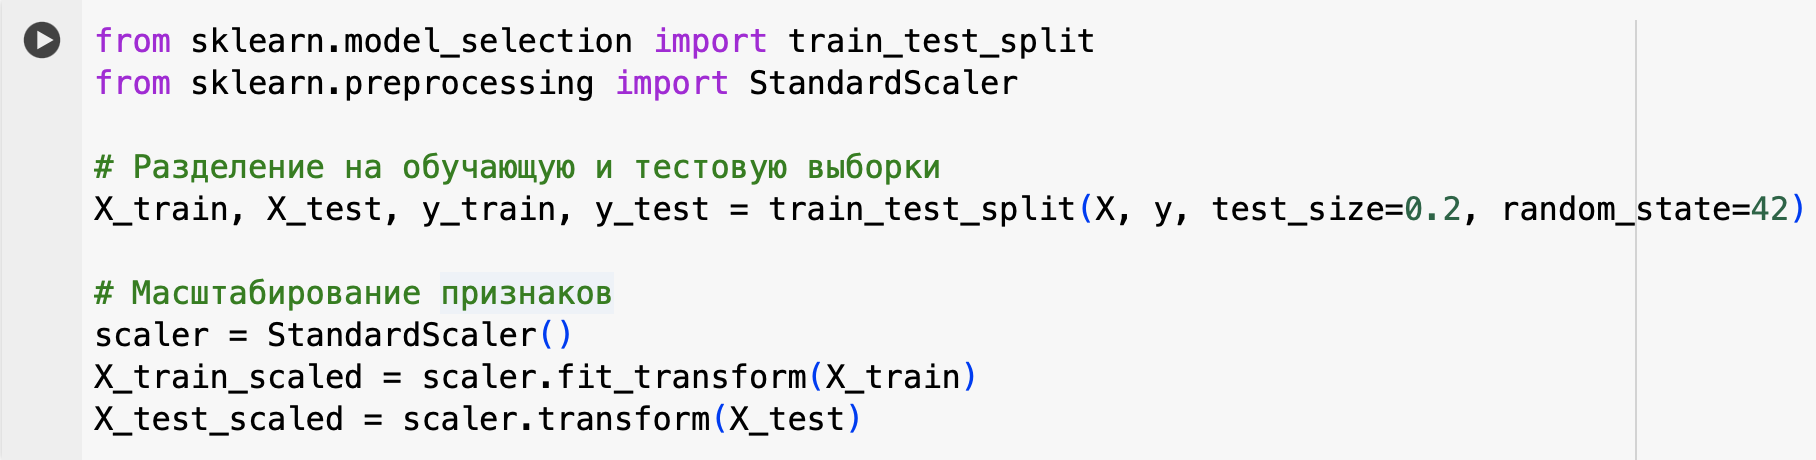 from sklearn.model_selection import train_test_split
from sklearn.preprocessing import StandardScaler
# Разделение на обучающую и тестовую выборки
X_train, X_test, y_train, y_test = train_test_split(X, y, test_size=0.2, random_state=42)
# Масштабирование признаков
scaler = StandardScaler()
X_train_scaled = scaler.fit_transform(X_train)
X_test_scaled = scaler.transform(X_test)